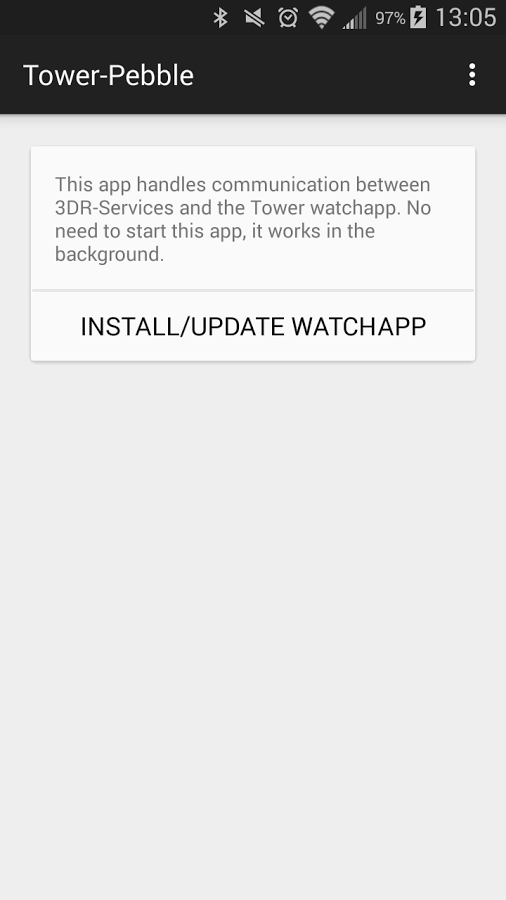 97% 13:05
Tower-Pebble
This app handles communication between
3DR-Services and the Tower watchapp. No
need to start this app, it works in the
background.
INSTALL/UPDATE WATCHAPP